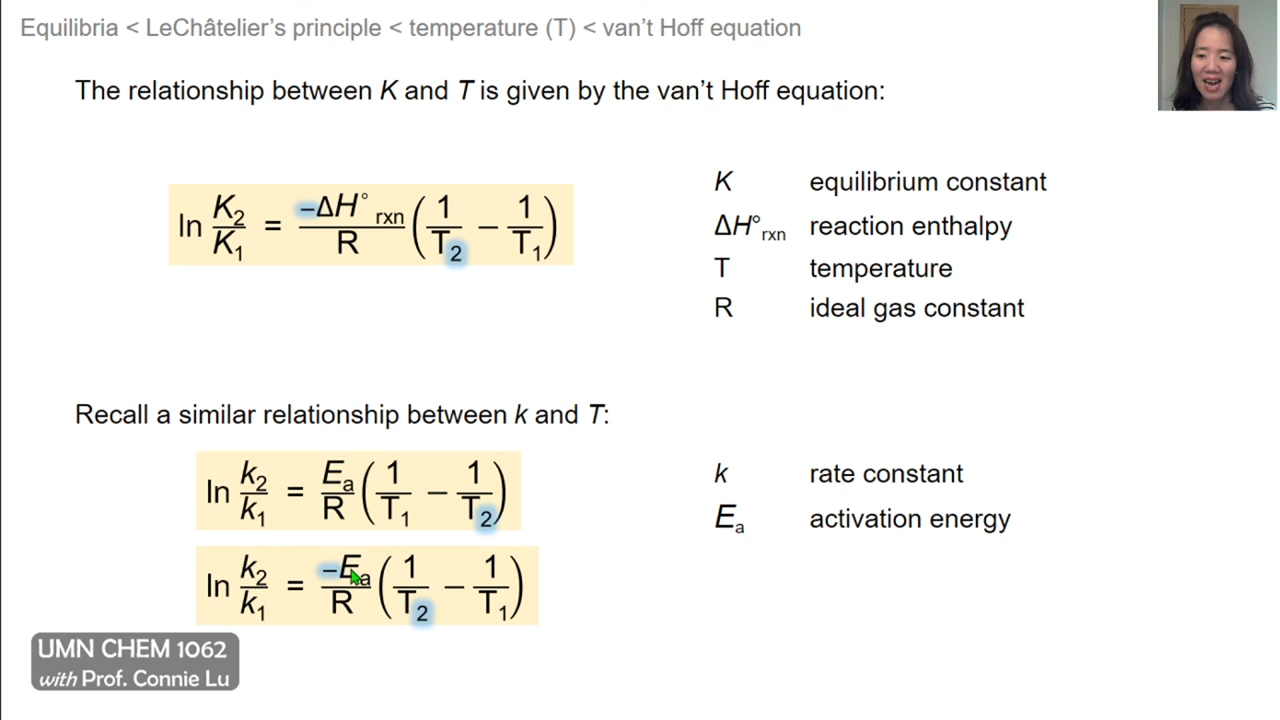 Equilibria < LeChâtelier's principle < temperature (T) < van't Hoff equation
The relationship between K and T is given by the van't Hoff equation:
ln K₂/K₁ = –ΔH°rxn/R (1/T₂ – 1/T₁)
K equilibrium constant
ΔH°rxn reaction enthalpy
T temperature
R ideal gas constant
Recall a similar relationship between k and T:
ln k₂/k₁ = Eₐ/R (1/T₁ – 1/T₂)
ln k₂/k₁ = –Eₐ/R (1/T₂ – 1/T₁)
k rate constant
Eₐ activation energy
UMN CHEM 1062
with Prof. Connie Lu